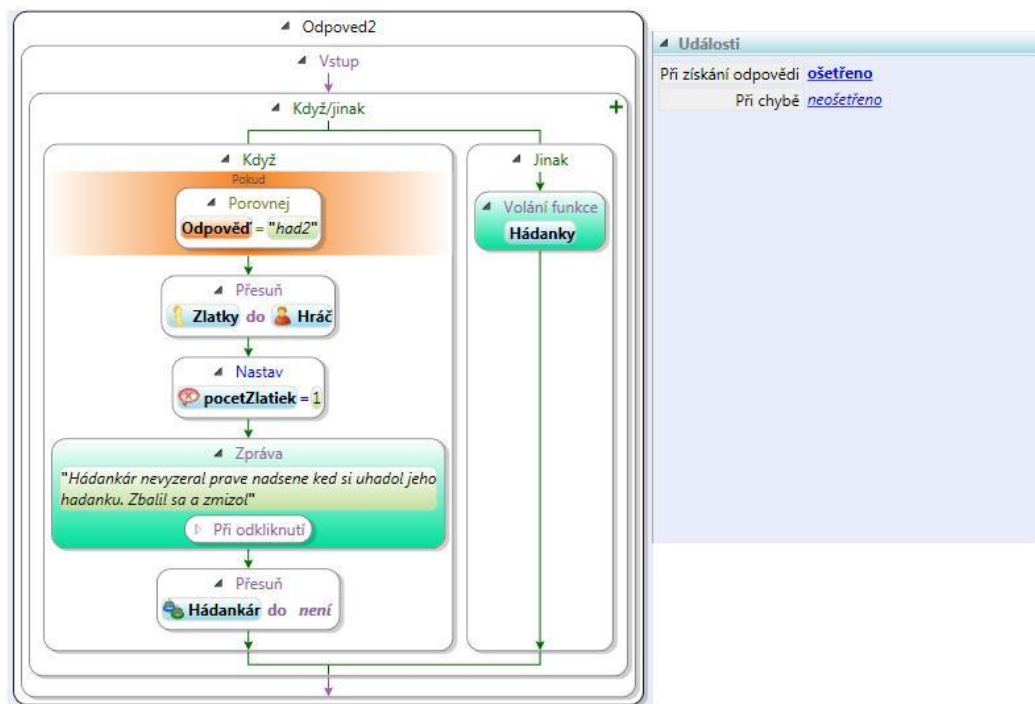 Odpoved2
Vstup
Když/jinak
Když
Pokud
Porovnej
Odpověď = "had2"
Přesuň
Zlatky do Hráč
Nastav
pocetZlatiek = 1
Zpráva
"Hádankár nevyzeral prave nadsene ked si uhadol jeho
hadanku. Zbalil sa a zmizol"
Při odkliknutí
Přesuň
Hádankár do není
Jinak
Volání funkce
Hádanky
Události
Při získání odpovědi ošetřeno
Při chybě neošetřeno